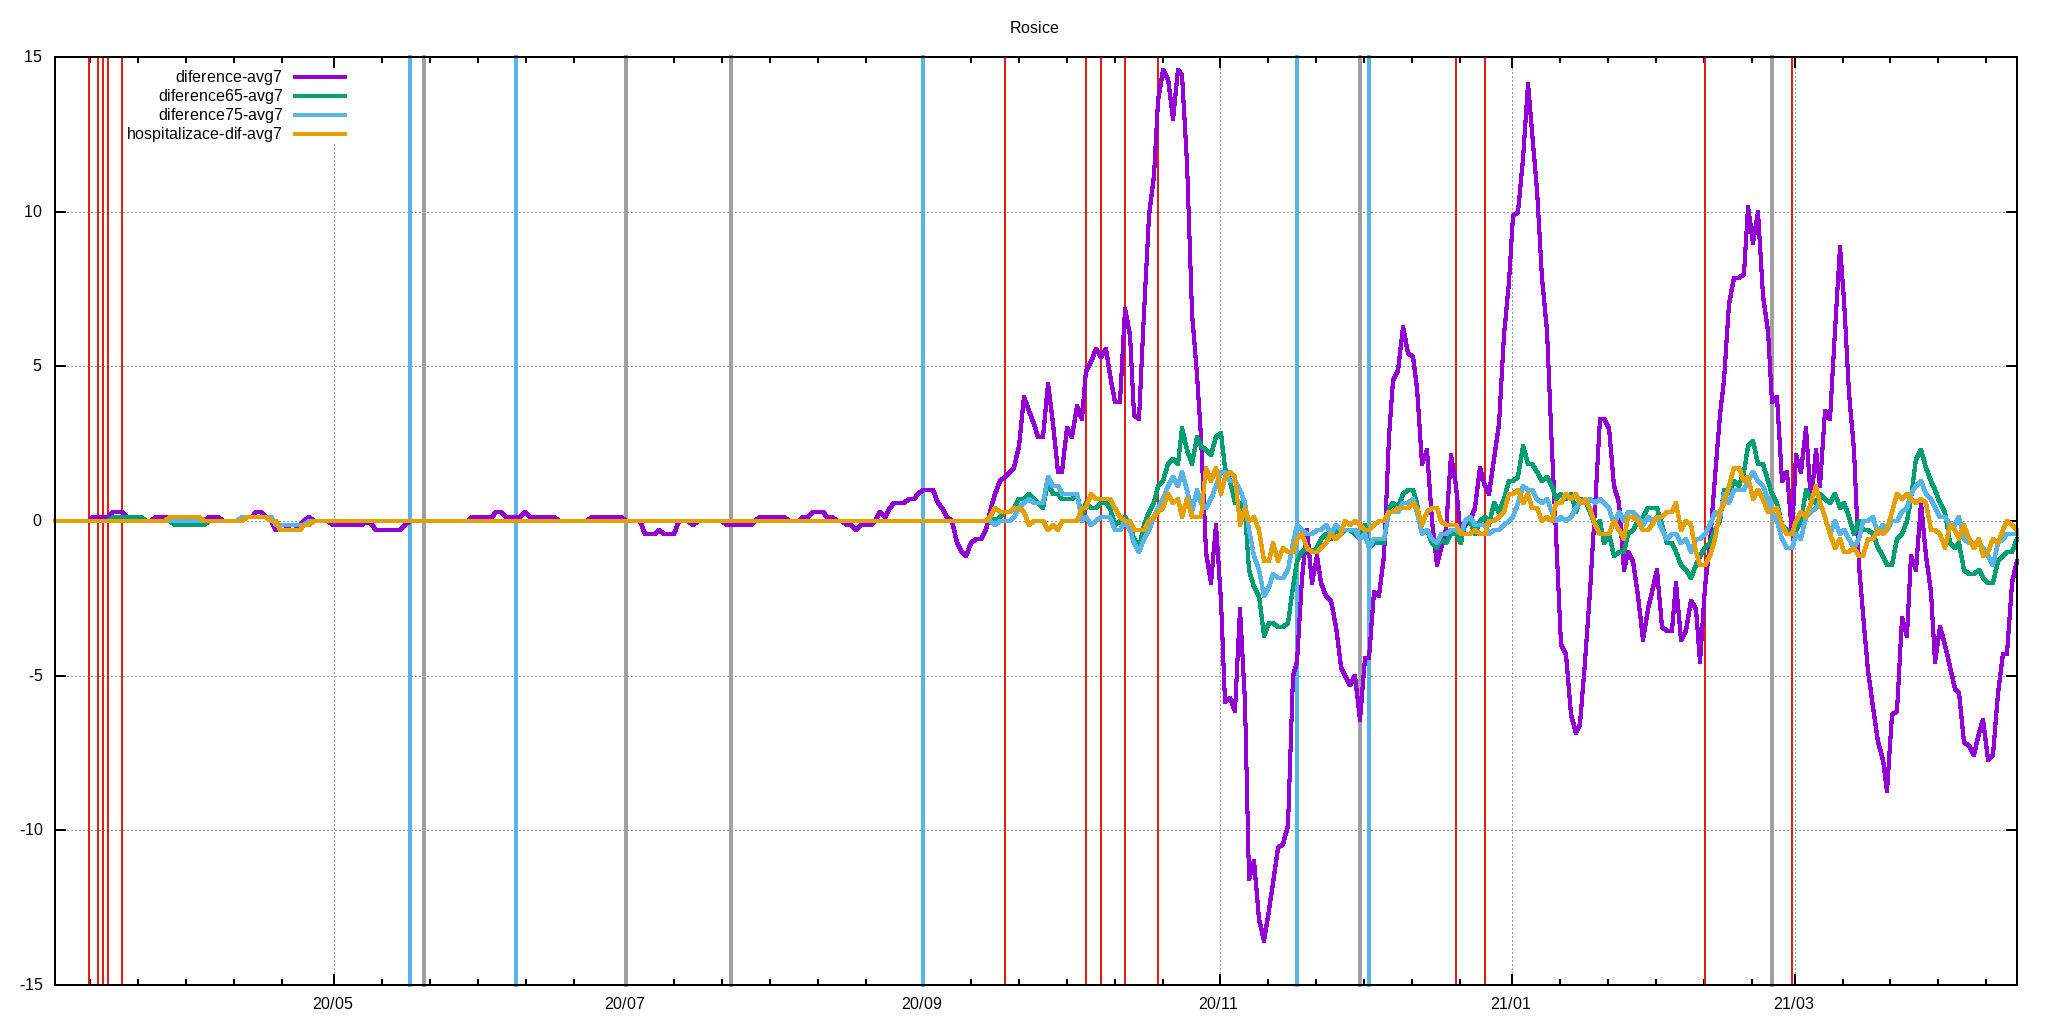 Rosice
15
diference-avg7
diference65-avg7
diference75-avg7
hospitalizace-dif-avg7
10
5
0
-5
-10
-15
20/05 20/07 20/09 20/11 21/01 21/03